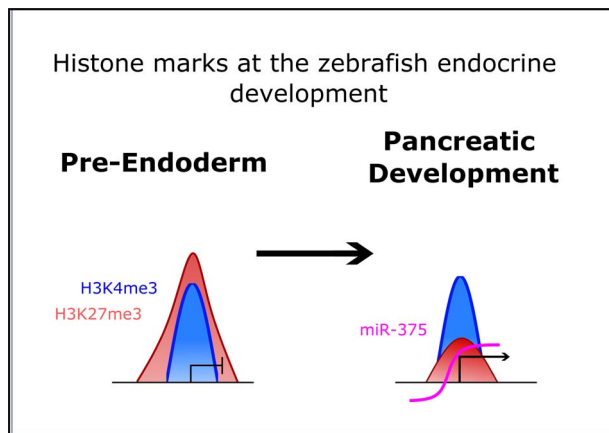 Histone marks at the zebrafish endocrine
development
Pre-Endoderm
Pancreatic
Development
H3K4me3
H3K27me3
miR-375